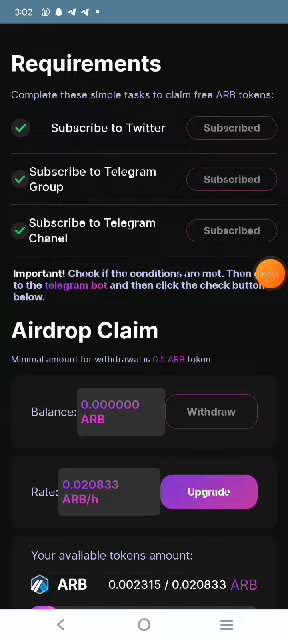 3:02
Requirements
Complete these simple tasks to claim free ARB tokens:
Subscribe to Twitter
Subscribed
Subscribe to Telegram
Group
Subscribed
Subscribe to Telegram
Chanel
Subscribed
Important! Check if the conditions are met. Then
to the telegram bot and then click the check button
below.
Airdrop Claim
Minimal amount for withdrawal is 0.5 ARB token
Balance:
0.000000
ARB
Withdraw
Rate:
0.020833
ARB/h
Upgrade
Your available tokens amount:
ARB
0.002315 / 0.020833 ARB